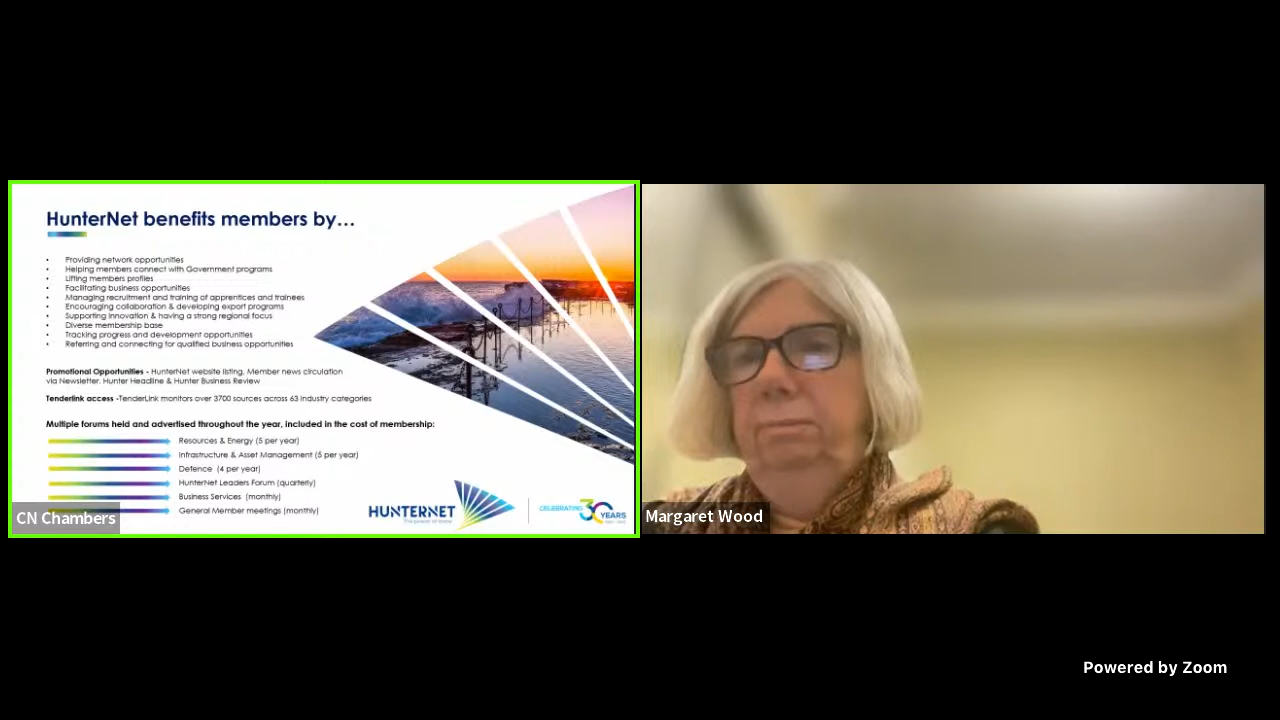 HunterNet benefits members by...
• Providing network opportunities
• Helping members connect with Government programs
• Lifting members profiles
• Facilitating business opportunities
• Managing recruitment and training of apprentices and trainees
• Encouraging collaboration & developing export programs
• Supporting innovation & having a strong regional focus
• Diverse membership base
• Tracking progress and development opportunities
• Referring and connecting for qualified business opportunities
Promotional Opportunities - HunterNet website listing, Member news circulation
via Newsletter, Hunter Headline & Hunter Business Review
Tenderlink access -TenderLink monitors over 3700 sources across 63 industry categories
Multiple forums held and advertised throughout the year, included in the cost of membership:
Resources & Energy (5 per year)
Infrastructure & Asset Management (5 per year)
Defence (4 per year)
HunterNet Leaders Forum (quarterly)
Business Services (monthly)
General Member meetings (monthly)
HUNTERNET
CELEBRATING 30 YEARS
CN Chambers
Margaret Wood
Powered by Zoom